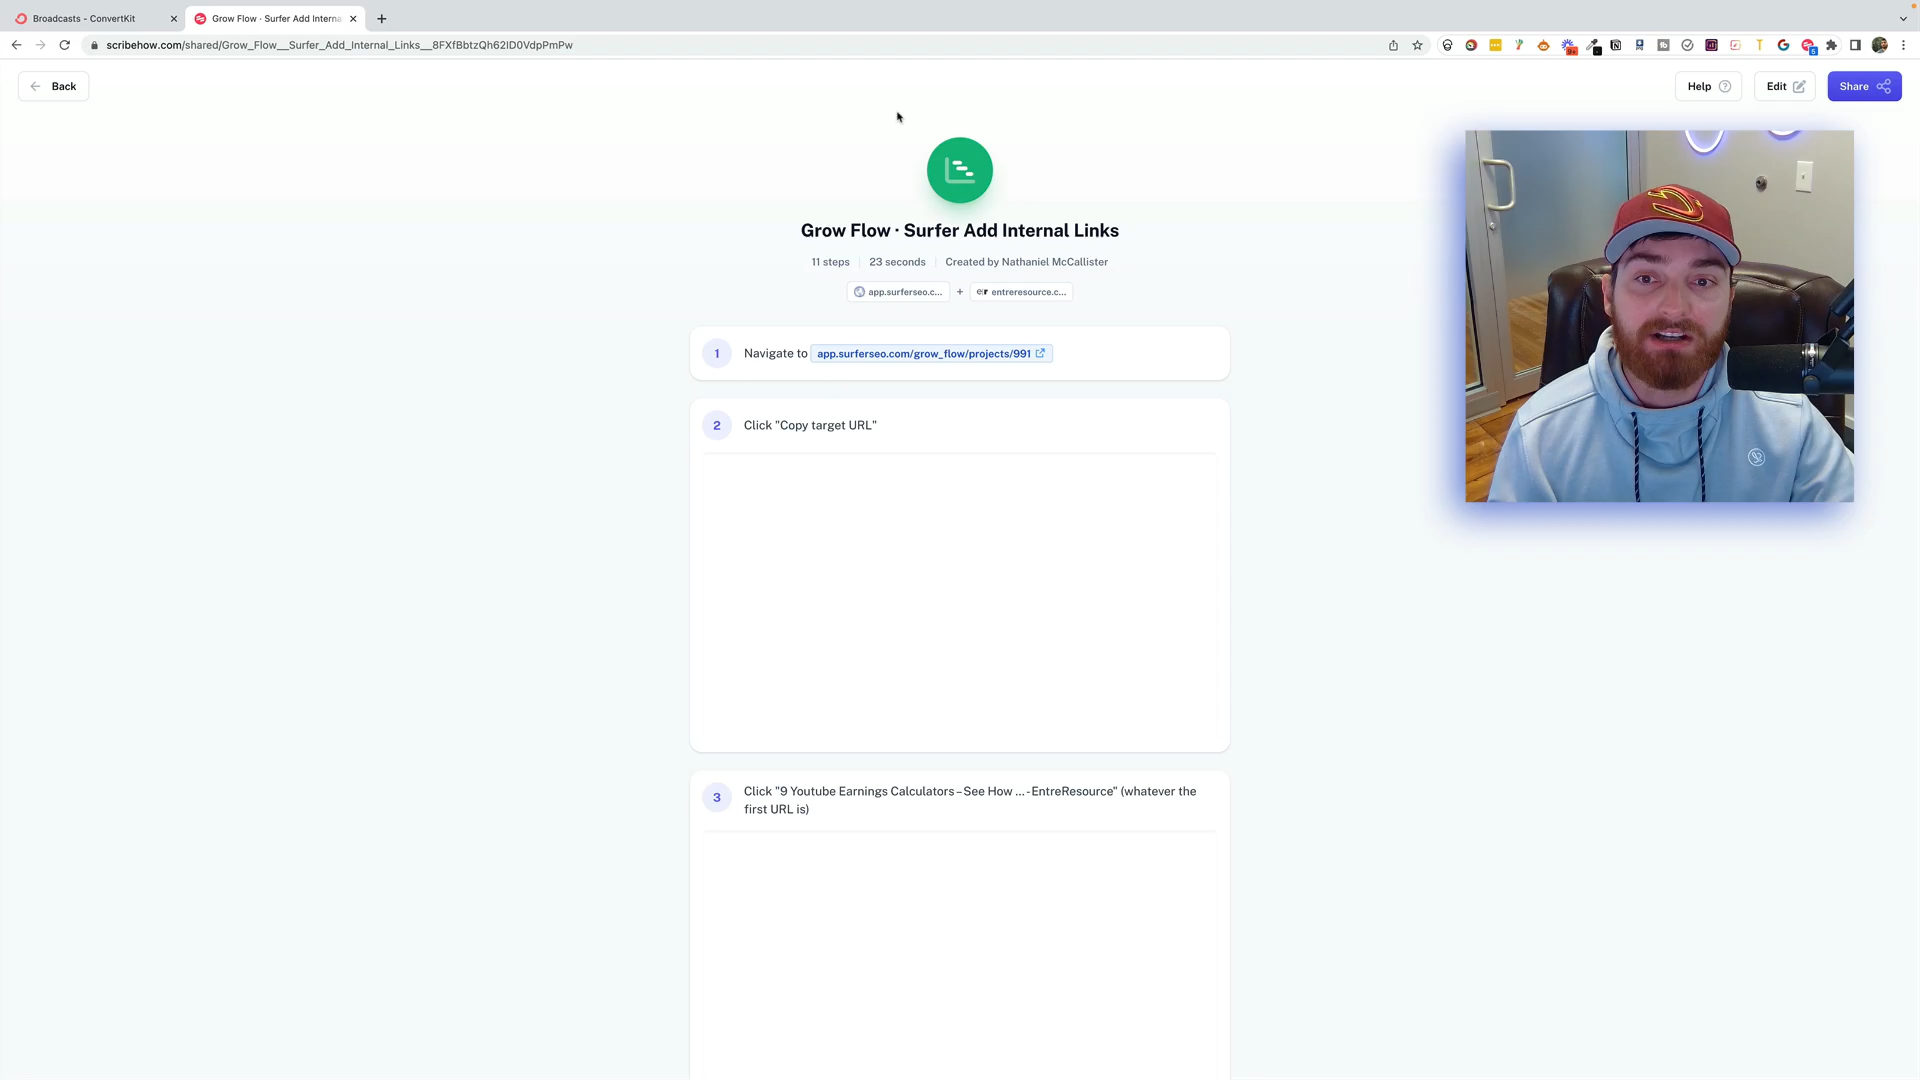 Broadcasts - ConvertKit
Grow Flow · Surfer Add Interna
scribehow.com/shared/Grow_Flow__Surfer_Add_Internal_Links__8FXfBbtzQh62ID0VdpPmPw
Back
Help
Edit
Share
Grow Flow · Surfer Add Internal Links
11 steps
23 seconds
Created by Nathaniel McCallister
app.surferseo.c...
+
entreresource.c...
1
Navigate to app.surferseo.com/grow_flow/projects/991
2
Click "Copy target URL"
3
Click "9 Youtube Earnings Calculators – See How ... - EntreResource" (whatever the
first URL is)